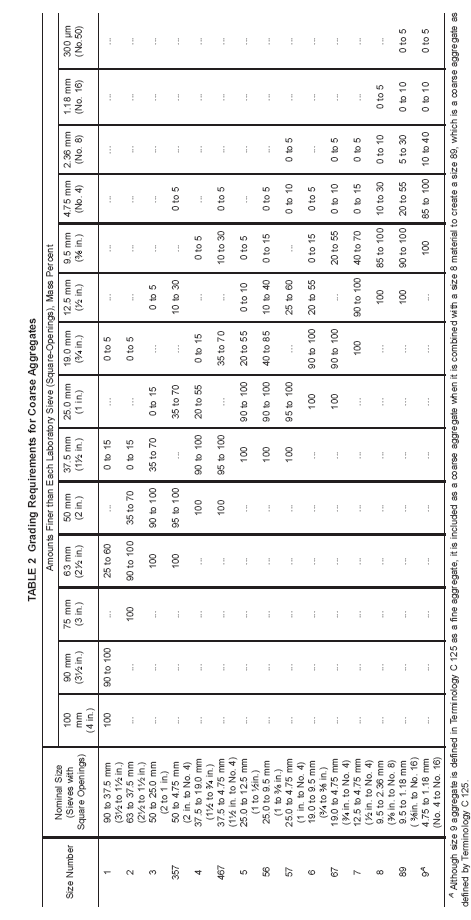 TABLE 2 Grading Requirements for Coarse Aggregates
Amounts Finer than Each Laboratory Sieve (Square-Openings), Mass Percent
Size Number Nominal Size (Sieves with Square Openings) 100 mm (4 in.) 90 mm (3½ in.) 75 mm (3 in.) 63 mm (2½ in.) 50 mm (2 in.) 37.5 mm (1½ in.) 25.0 mm (1 in.) 19.0 mm (¾ in.) 12.5 mm (½ in.) 9.5 mm (⅜ in.) 4.75 mm (No. 4) 2.36 mm (No. 8) 1.18 mm (No. 16) 300 µm (No.50)
1 90 to 37.5 mm 100 90 to 100 ... 25 to 60 ... 0 to 15 ... 0 to 5 ... ... ... ... ... ...
(3½ to 1½ in.)
2 63 to 37.5 mm ... ... 100 90 to 100 35 to 70 0 to 15 ... 0 to 5 ... ... ... ... ... ...
(2½ to 1½ in.)
3 50 to 25.0 mm ... ... ... 100 90 to 100 35 to 70 0 to 15 ... 0 to 5 ... ... ... ... ...
(2 to 1 in.)
357 50 to 4.75 mm ... ... ... 100 95 to 100 ... 35 to 70 ... 10 to 30 ... 0 to 5 ... ... ...
(2 in. to No. 4)
4 37.5 to 19.0 mm ... ... ... ... 100 90 to 100 20 to 55 0 to 15 ... 0 to 5 ... ... ... ...
(1½ to ¾ in.)
467 37.5 to 4.75 mm ... ... ... ... 100 95 to 100 ... 35 to 70 ... 10 to 30 0 to 5 ... ... ...
(1½ in. to No. 4)
5 25.0 to 12.5 mm ... ... ... ... ... 100 90 to 100 20 to 55 0 to 10 0 to 5 ... ... ... ...
(1 to ½in.)
56 25.0 to 9.5 mm ... ... ... ... ... 100 90 to 100 40 to 85 10 to 40 0 to 15 0 to 5 ... ... ...
(1 to ⅜ in.)
57 25.0 to 4.75 mm ... ... ... ... ... 100 95 to 100 ... 25 to 60 ... 0 to 10 0 to 5 ... ...
(1 in. to No. 4)
6 19.0 to 9.5 mm ... ... ... ... ... ... 100 90 to 100 20 to 55 0 to 15 0 to 5 ... ... ...
(¾ to ⅜ in.)
67 19.0 to 4.75 mm ... ... ... ... ... ... 100 90 to 100 ... 20 to 55 0 to 10 0 to 5 ... ...
(¾ in. to No. 4)
7 12.5 to 4.75 mm ... ... ... ... ... ... ... 100 90 to 100 40 to 70 0 to 15 0 to 5 ... ...
(½ in. to No. 4)
8 9.5 to 2.36 mm ... ... ... ... ... ... ... ... 100 85 to 100 10 to 30 0 to 10 0 to 5 ...
(⅜ in. to No. 8)
89 9.5 to 1.18 mm ... ... ... ... ... ... ... ... 100 90 to 100 20 to 55 5 to 30 0 to 10 0 to 5
(⅜in. to No. 16)
9ᴬ 4.75 to 1.18 mm ... ... ... ... ... ... ... ... ... 100 85 to 100 10 to 40 0 to 10 0 to 5
(No. 4 to No. 16)
ᴬ Although size 9 aggregate is defined in Terminology C 125 as a fine aggregate, it is included as a coarse aggregate when it is combined with a size 8 material to create a size 89, which is a coarse aggregate as
defined by Terminology C 125.